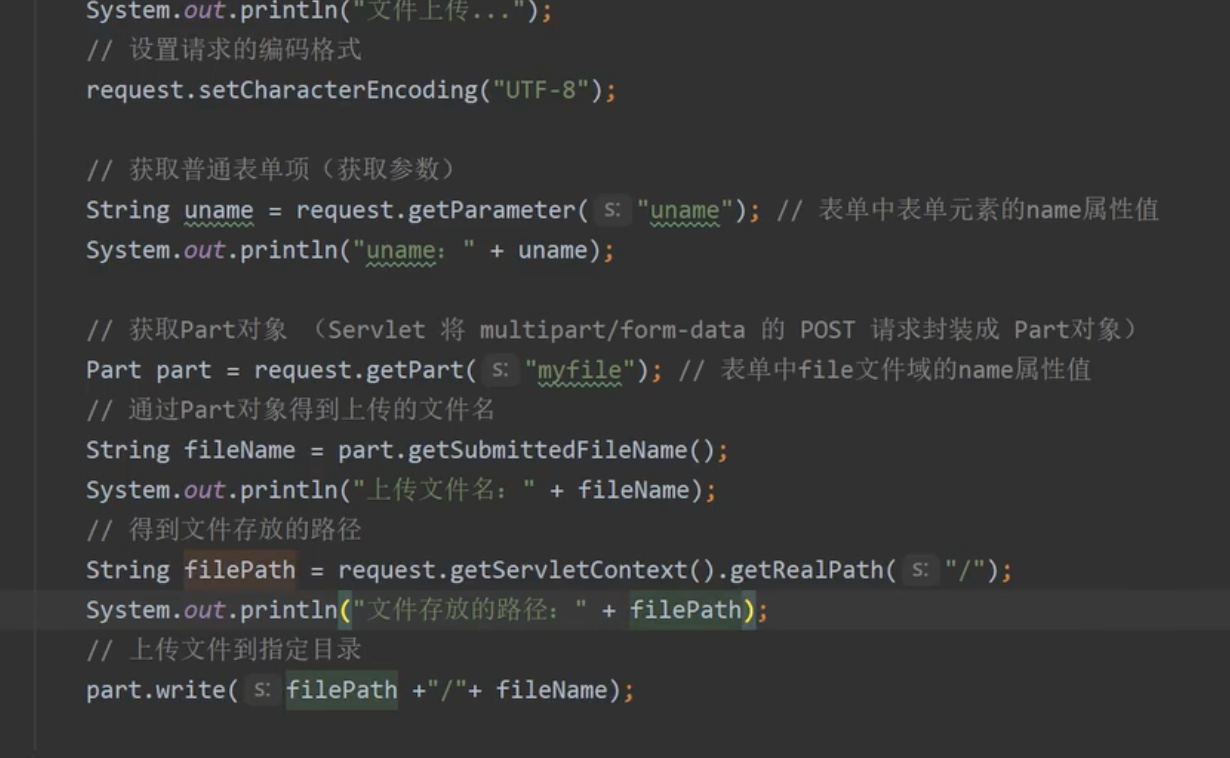 System.out.println("文件上传...");
// 设置请求的编码格式
request.setCharacterEncoding("UTF-8");
// 获取普通表单项（获取参数）
String uname = request.getParameter( s: "uname"); // 表单中表单元素的name属性值
System.out.println("uname：" + uname);
// 获取Part对象 （Servlet 将 multipart/form-data 的 POST 请求封装成 Part对象）
Part part = request.getPart( s: "myfile"); // 表单中file文件域的name属性值
// 通过Part对象得到上传的文件名
String fileName = part.getSubmittedFileName();
System.out.println("上传文件名：" + fileName);
// 得到文件存放的路径
String filePath = request.getServletContext().getRealPath( s: "/");
System.out.println("文件存放的路径：" + filePath);
// 上传文件到指定目录
part.write( s: filePath +"/"+ fileName);